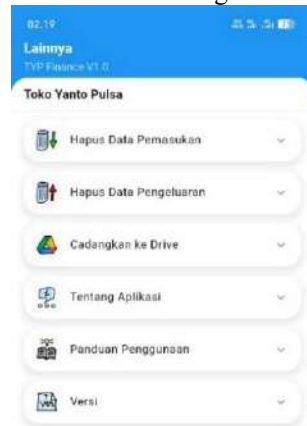 02.19
Lainnya
TYP Finance V1.0
Toko Yanto Pulsa
Hapus Data Pemasukan
Hapus Data Pengeluaran
Cadangkan ke Drive
Tentang Aplikasi
Panduan Penggunaan
Versi